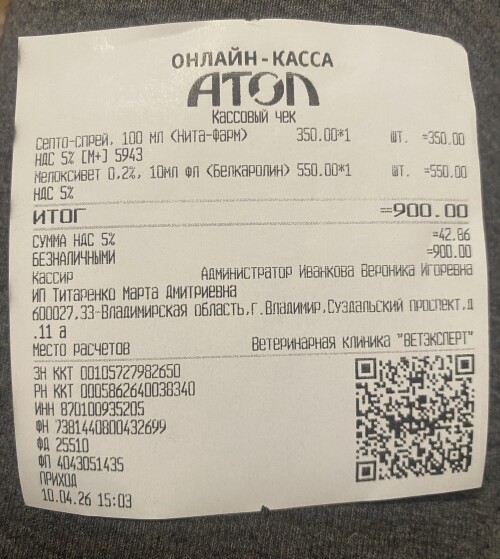 ОНЛАЙН-КАССА
АТОЛ
Кассовый чек
Септо-спрей, 100 мл (Нита-Фарм) 350.00*1 шт. =350.00
НДС 5% [М+] 5943
Мелоксивет 0,2%, 10мл фл (Белкаролин) 550.00*1 шт. =550.00
НДС 5%
ИТОГ =900.00
СУММА НДС 5% =42.86
БЕЗНАЛИЧНЫМИ =900.00
Кассир Администратор Иванкова Вероника Игоревна
ИП Титаренко Марта Дмитриевна
600027,33-Владимирская область,г.Владимир,Суздальский проспект,д
.11 а
Место расчетов Ветеринарная клиника "ВЕТЭКСПЕРТ"
ЗН ККТ 00105727982650
РН ККТ 0005862640038340
ИНН 870100935205
ФН 7381440800432699
ФД 25510
ФП 4043051435
ПРИХОД
10.04.26 15:03